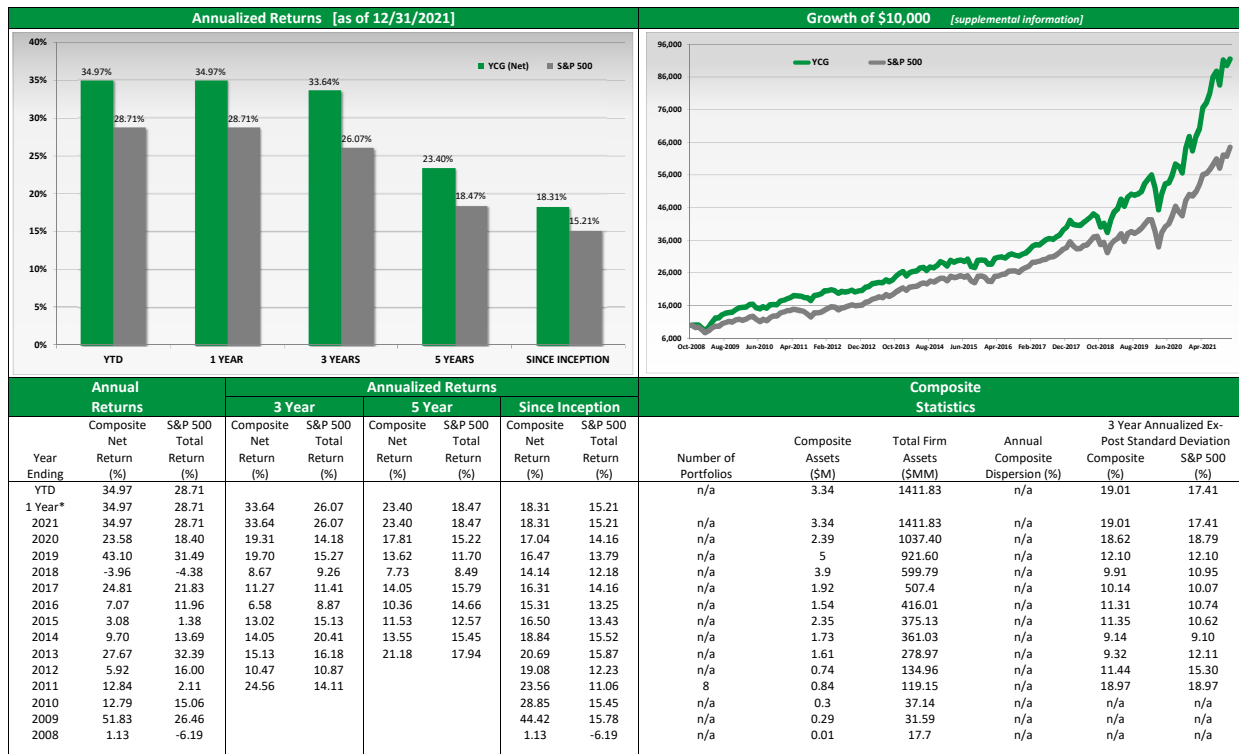 Annualized Returns [as of 12/31/2021]
40%
35%
30%
25%
20%
15%
10%
5%
0%
YCG (Net)
S&P 500
34.97%
28.71%
34.97%
28.71%
33.64%
26.07%
23.40%
18.47%
18.31%
15.21%
YTD 1 YEAR 3 YEARS 5 YEARS SINCE INCEPTION
Growth of $10,000 [supplemental information]
96,000
86,000
76,000
66,000
56,000
46,000
36,000
26,000
16,000
6,000
YCG
S&P 500
Oct-2008 Aug-2009 Jun-2010 Apr-2011 Feb-2012 Dec-2012 Oct-2013 Aug-2014 Jun-2015 Apr-2016 Feb-2017 Dec-2017 Oct-2018 Aug-2019 Jun-2020 Apr-2021
Annual Annualized Returns Composite
Returns 3 Year 5 Year Since Inception Statistics
Composite S&P 500 Composite S&P 500 Composite S&P 500 Composite S&P 500 3 Year Annualized Ex-
Net Total Net Total Net Total Net Total Composite Total Firm Annual Post Standard Deviation
Year Return Return Return Return Return Return Return Return Number of Assets Assets Composite Composite S&P 500
Ending (%) (%) (%) (%) (%) (%) (%) (%) Portfolios ($M) ($MM) Dispersion (%) (%) (%)
YTD 34.97 28.71 n/a 3.34 1411.83 n/a 19.01 17.41
1 Year* 34.97 28.71 33.64 26.07 23.40 18.47 18.31 15.21
2021 34.97 28.71 33.64 26.07 23.40 18.47 18.31 15.21 n/a 3.34 1411.83 n/a 19.01 17.41
2020 23.58 18.40 19.31 14.18 17.81 15.22 17.04 14.16 n/a 2.39 1037.40 n/a 18.62 18.79
2019 43.10 31.49 19.70 15.27 13.62 11.70 16.47 13.79 n/a 5 921.60 n/a 12.10 12.10
2018 -3.96 -4.38 8.67 9.26 7.73 8.49 14.14 12.18 n/a 3.9 599.79 n/a 9.91 10.95
2017 24.81 21.83 11.27 11.41 14.05 15.79 16.31 14.16 n/a 1.92 507.4 n/a 10.14 10.07
2016 7.07 11.96 6.58 8.87 10.36 14.66 15.31 13.25 n/a 1.54 416.01 n/a 11.31 10.74
2015 3.08 1.38 13.02 15.13 11.53 12.57 16.50 13.43 n/a 2.35 375.13 n/a 11.35 10.62
2014 9.70 13.69 14.05 20.41 13.55 15.45 18.84 15.52 n/a 1.73 361.03 n/a 9.14 9.10
2013 27.67 32.39 15.13 16.18 21.18 17.94 20.69 15.87 n/a 1.61 278.97 n/a 9.32 12.11
2012 5.92 16.00 10.47 10.87 19.08 12.23 n/a 0.74 134.96 n/a 11.44 15.30
2011 12.84 2.11 24.56 14.11 23.56 11.06 8 0.84 119.15 n/a 18.97 18.97
2010 12.79 15.06 28.85 15.45 n/a 0.3 37.14 n/a n/a n/a
2009 51.83 26.46 44.42 15.78 n/a 0.29 31.59 n/a n/a n/a
2008 1.13 -6.19 1.13 -6.19 n/a 0.01 17.7 n/a n/a n/a